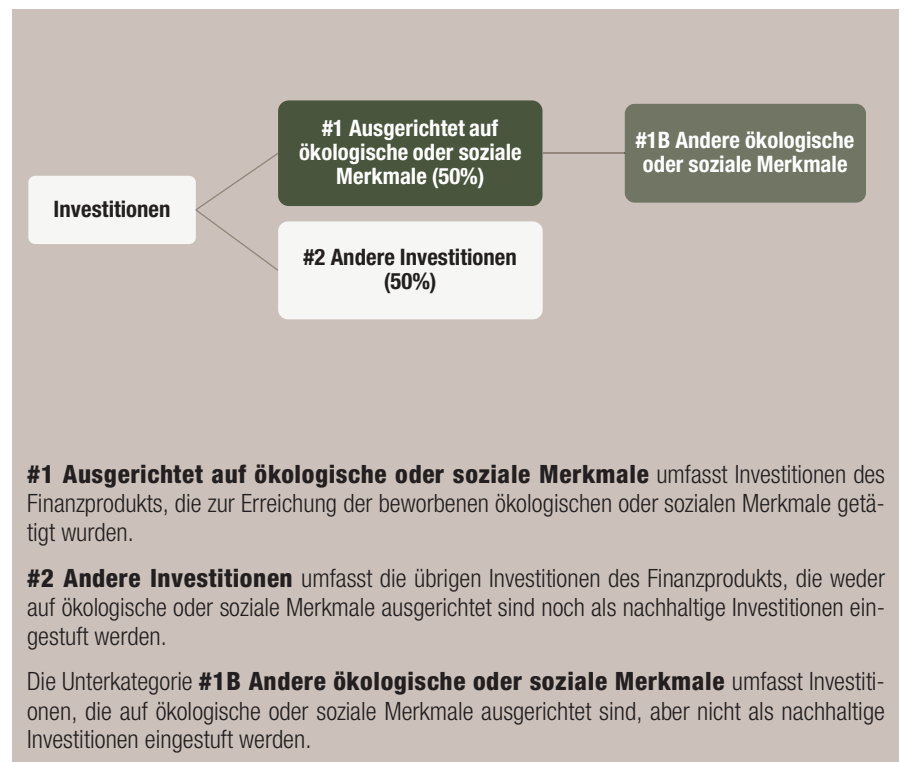 #1 Ausgerichtet auf
ökologische oder soziale
Merkmale (50%)
#1B Andere ökologische
oder soziale Merkmale
Investitionen
#2 Andere Investitionen
(50%)
#1 Ausgerichtet auf ökologische oder soziale Merkmale umfasst Investitionen des
Finanzprodukts, die zur Erreichung der beworbenen ökologischen oder sozialen Merkmale getä-
tigt wurden.
#2 Andere Investitionen umfasst die übrigen Investitionen des Finanzprodukts, die weder
auf ökologische oder soziale Merkmale ausgerichtet sind noch als nachhaltige Investitionen ein-
gestuft werden.
Die Unterkategorie #1B Andere ökologische oder soziale Merkmale umfasst Investiti-
onen, die auf ökologische oder soziale Merkmale ausgerichtet sind, aber nicht als nachhaltige
Investitionen eingestuft werden.